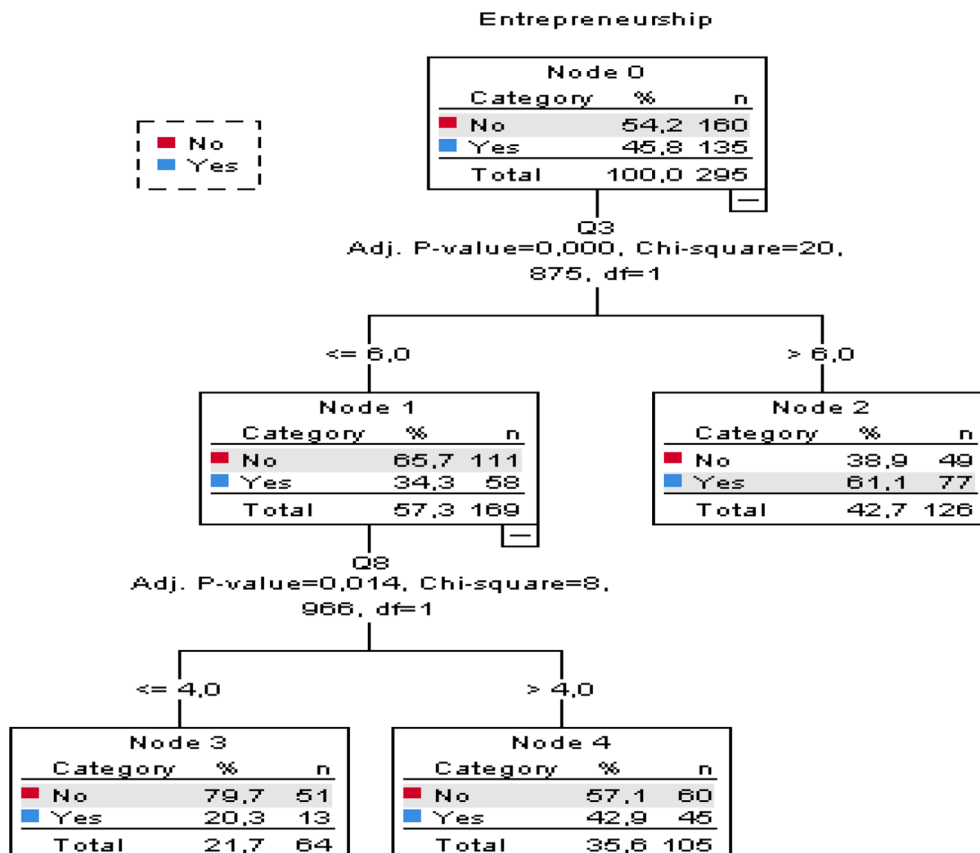 Entrepreneurship
No
Yes
Node 0
Category % n
No 54,2 160
Yes 45,8 135
Total 100,0 295
Q3
Adj. P-value=0,000, Chi-square=20,
875, df=1
<= 6,0
> 6,0
Node 1
Category % n
No 65,7 111
Yes 34,3 58
Total 57,3 169
Node 2
Category % n
No 38,9 49
Yes 61,1 77
Total 42,7 126
Q8
Adj. P-value=0,014, Chi-square=8,
966, df=1
<= 4,0
> 4,0
Node 3
Category % n
No 79,7 51
Yes 20,3 13
Total 21,7 64
Node 4
Category % n
No 57,1 60
Yes 42,9 45
Total 35,6 105